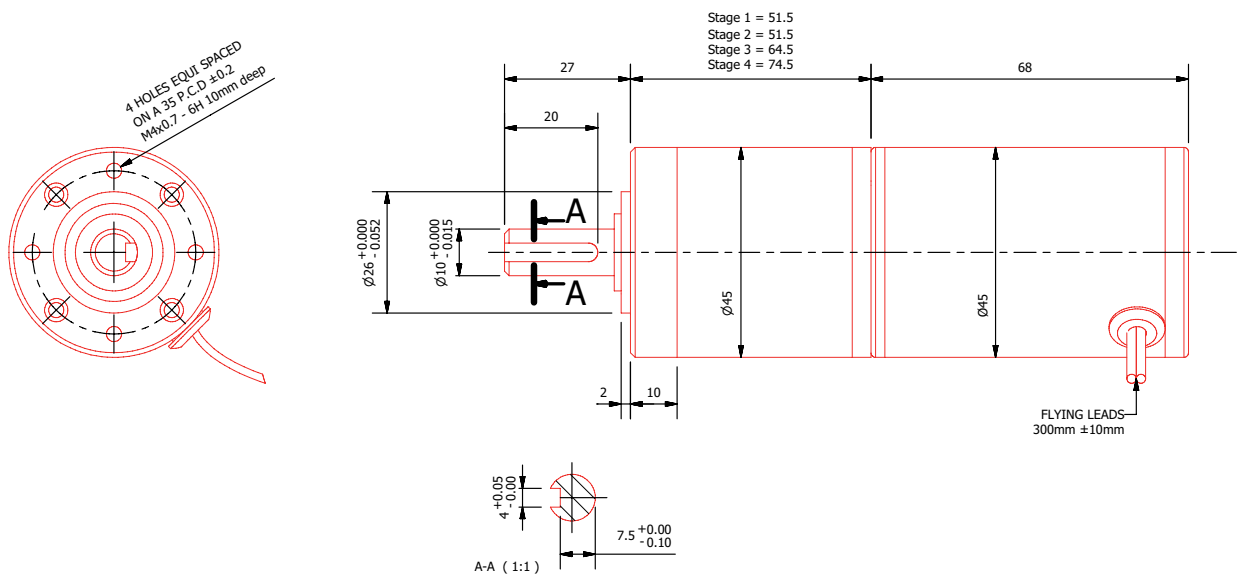 Stage 1 = 51.5
Stage 2 = 51.5
Stage 3 = 64.5
Stage 4 = 74.5
4 HOLES EQUI SPACED
ON A 35 P.C.D ±0.2
M4x0.7 - 6H 10mm deep
27
68
20
A
A
Ø26 +0.000 -0.052
Ø10 +0.000 -0.015
Ø45
Ø45
2
10
FLYING LEADS
300mm ±10mm
4 +0.05 -0.00
7.5 +0.00 -0.10
A-A ( 1:1 )